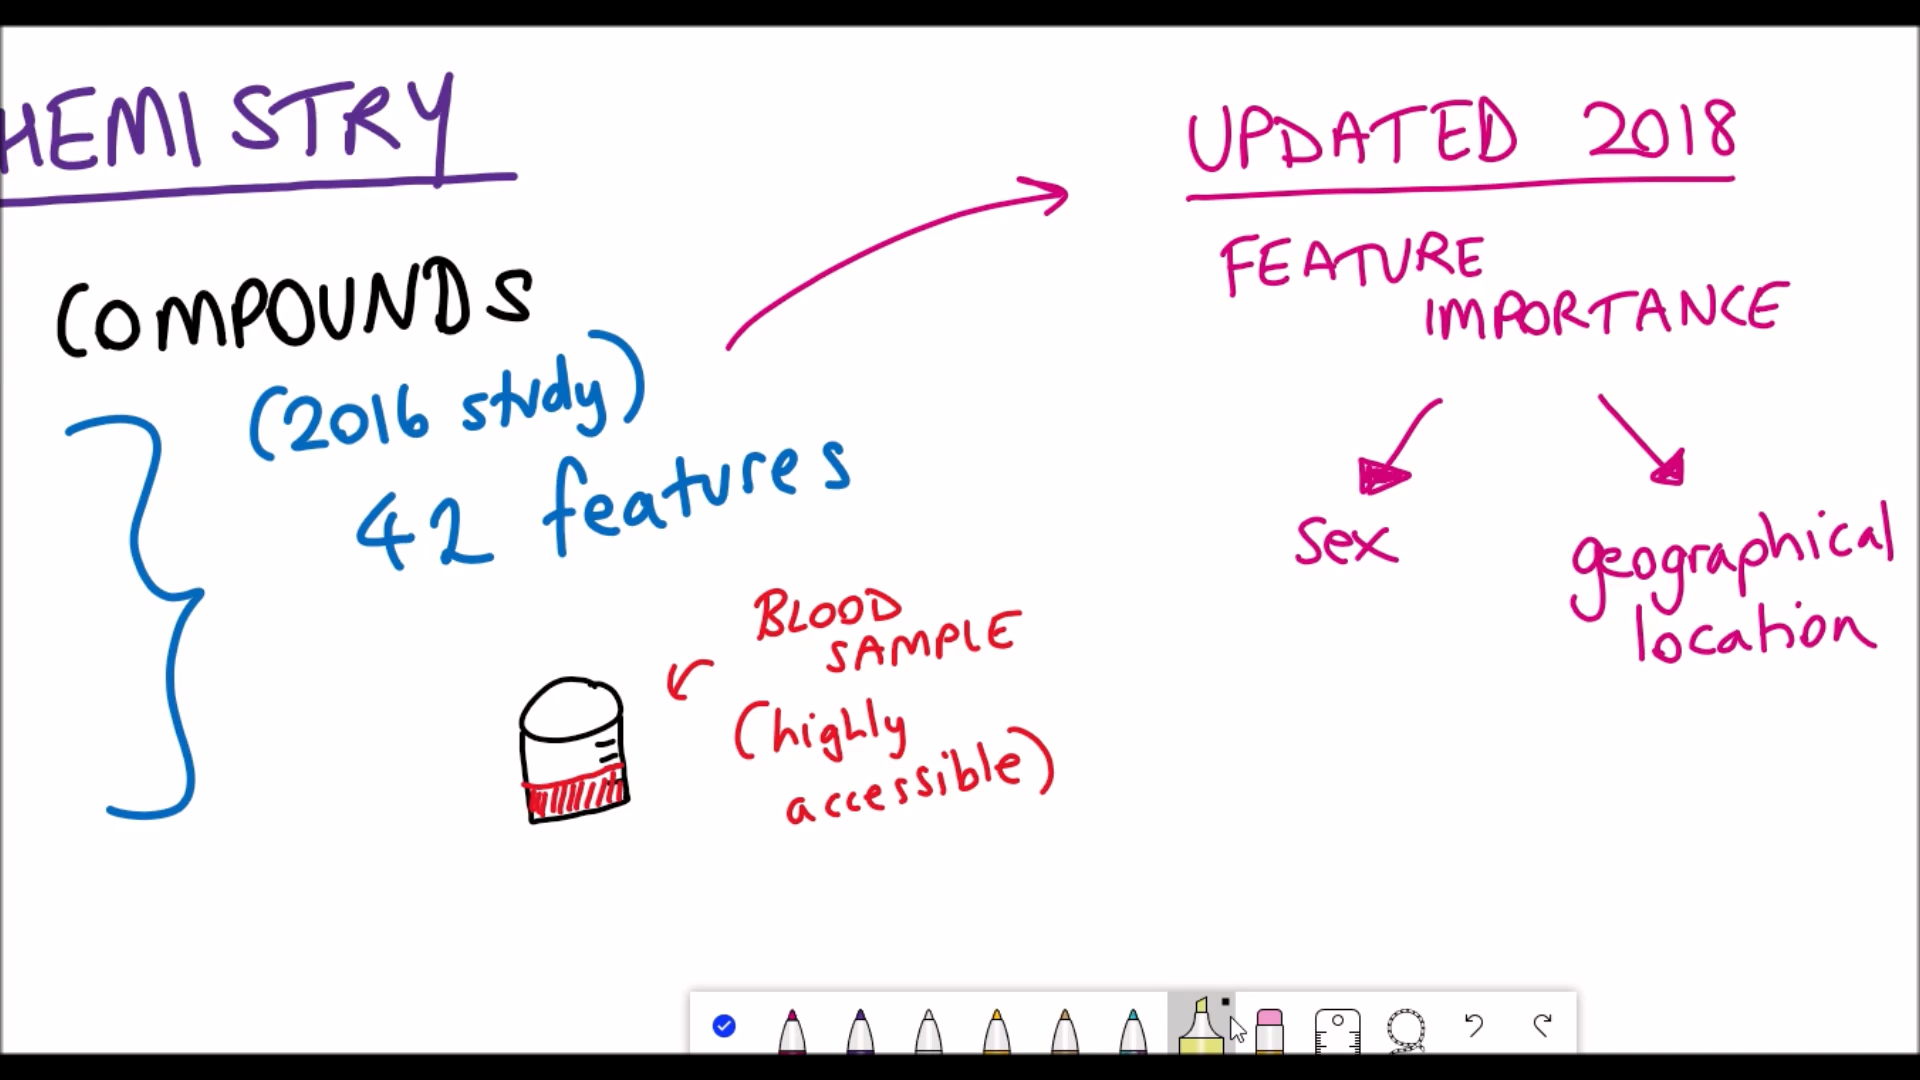 HEMISTRY
COMPOUNDS
(2016 study)
42 features
BLOOD
SAMPLE
(highly
accessible)
UPDATED 2018
FEATURE
IMPORTANCE
sex
geographical
location